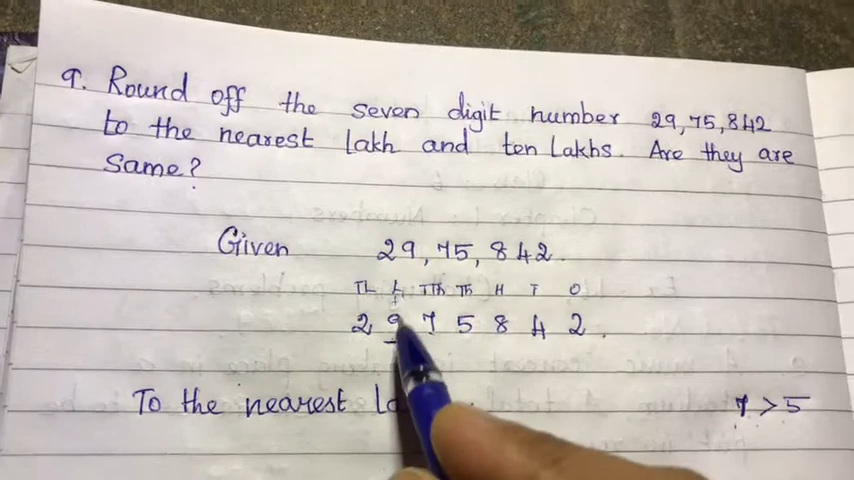 9. Round off the seven digit number 29,75,842
to the nearest lakh and ten Lakhs. Are they are
same?
Given 29,75,842.
TL L TTh Th H T O
2 9 7 5 8 4 2.
To the nearest 7 > 5